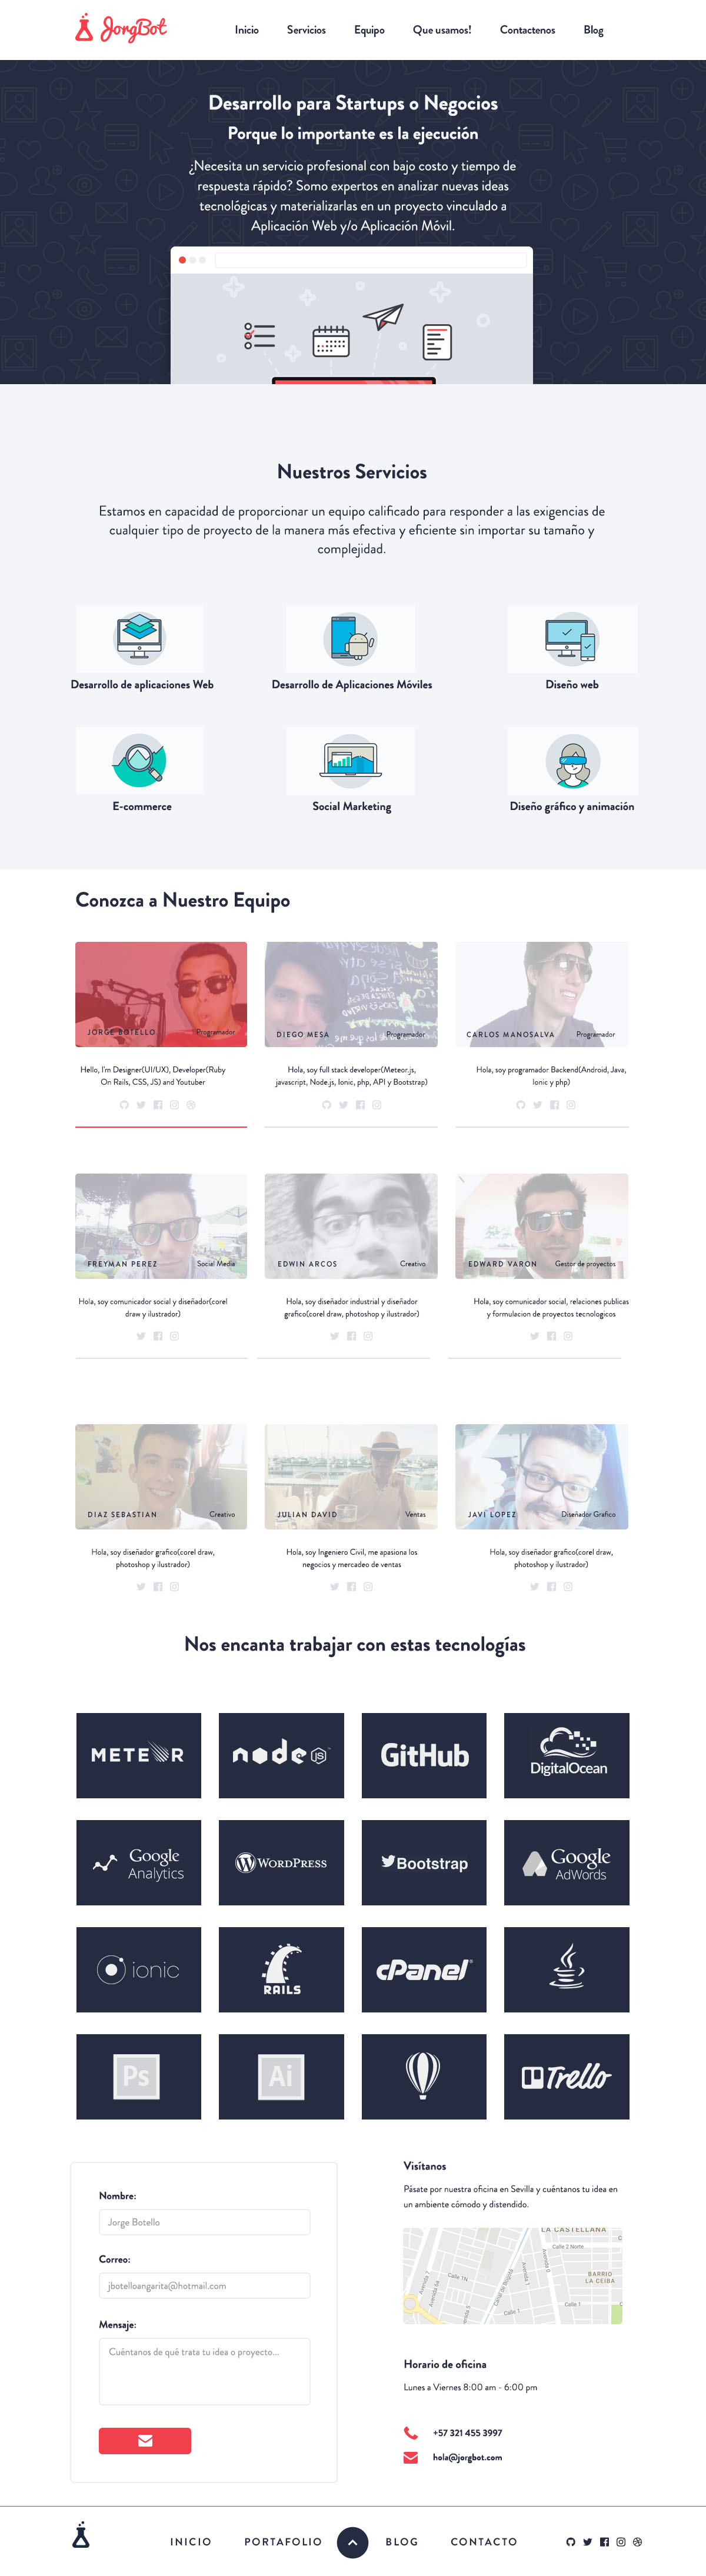 JorgBot
Inicio Servicios Equipo Que usamos! Contactenos Blog
Desarrollo para Startups o Negocios
Porque lo importante es la ejecución
¿Necesita un servicio profesional con bajo costo y tiempo de
respuesta rápido? Somo expertos en analizar nuevas ideas
tecnológicas y materializarlas en un proyecto vinculado a
Aplicación Web y/o Aplicación Móvil.
Nuestros Servicios
Estamos en capacidad de proporcionar un equipo calificado para responder a las exigencias de
cualquier tipo de proyecto de la manera más efectiva y eficiente sin importar su tamaño y
complejidad.
Desarrollo de aplicaciones Web
Desarrollo de Aplicaciones Móviles
Diseño web
E-commerce
Social Marketing
Diseño gráfico y animación
Conozca a Nuestro Equipo
JORGE BOTELLO Programador
DIEGO MESA Programador
CARLOS MANOSALVA Programador
Hello, I'm Designer(UI/UX), Developer(Ruby
On Rails, CSS, JS) and Youtuber
Hola, soy full stack developer(Meteor.js,
javascript, Node.js, Ionic, php, API y Bootstrap)
Hola, soy programador Backend(Android, Java,
Ionic y php)
FREYMAN PEREZ Social Media
EDWIN ARCOS Creativo
EDWARD VARON Gestor de proyectos
Hola, soy comunicador social y diseñador(corel
draw y ilustrador)
Hola, soy diseñador industrial y diseñador
grafico(corel draw, photoshop y ilustrador)
Hola, soy comunicador social, relaciones publicas
y formulacion de proyectos tecnologicos
DIAZ SEBASTIAN Creativo
JULIAN DAVID Ventas
JAVI LOPEZ Diseñador Grafico
Hola, soy diseñador grafico(corel draw,
photoshop y ilustrador)
Hola, soy Ingeniero Civil, me apasiona los
negocios y mercadeo de ventas
Hola, soy diseñador grafico(corel draw,
photoshop y ilustrador)
Nos encanta trabajar con estas tecnologías
METEOR
node JS
GitHub
DigitalOcean
Google
Analytics
WORDPRESS
Bootstrap
Google
AdWords
ionic
RAILS
cPanel
Ps
Ai
Trello
Nombre:
Jorge Botello
Correo:
jbotelloangarita@hotmail.com
Mensaje:
Cuéntanos de qué trata tu idea o proyecto...
Visítanos
Pásate por nuestra oficina en Sevilla y cuéntanos tu idea en
un ambiente cómodo y distendido.
LA CASTELLANA
Calle 2 Norte
Calle 1N
BARRIO
LA CEIBA
Calle 1
Calle 1
Horario de oficina
Lunes a Viernes 8:00 am - 6:00 pm
+57 321 455 3997
hola@jorgbot.com
INICIO PORTAFOLIO BLOG CONTACTO